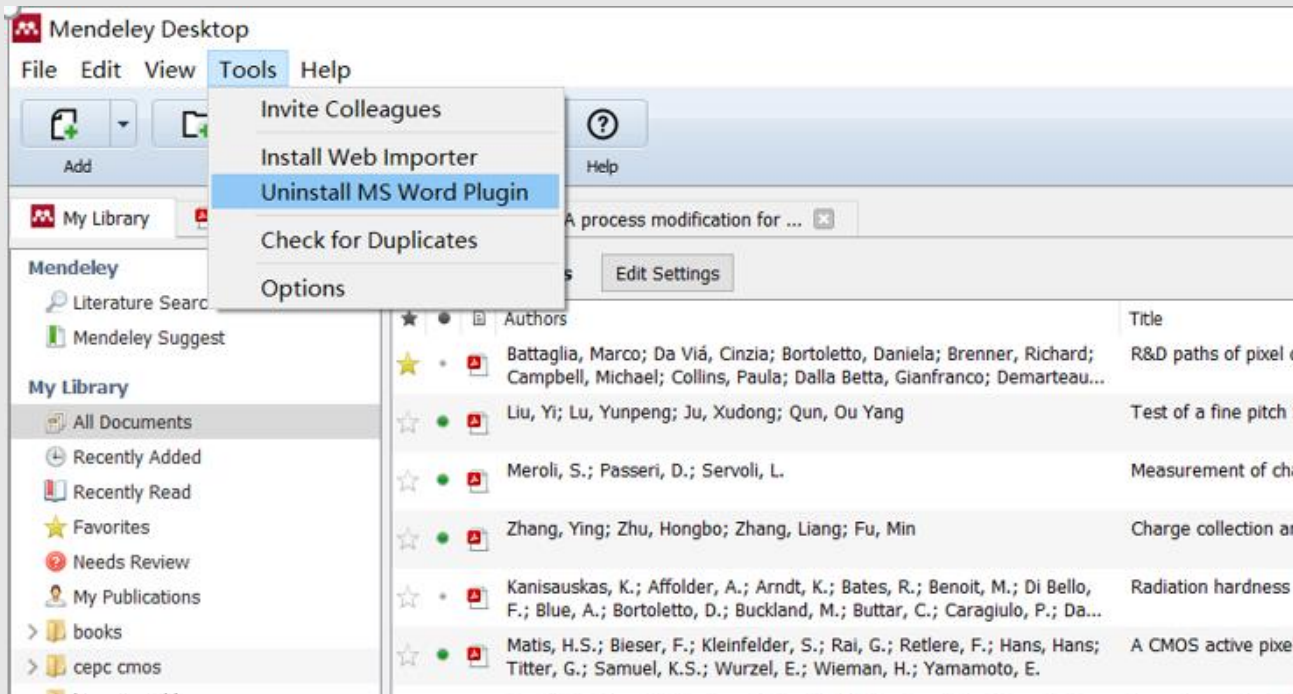 Mendeley Desktop
File Edit View Tools Help
Invite Colleagues
Install Web Importer
Uninstall MS Word Plugin
Check for Duplicates
Options
Add
Help
My Library
A process modification for ...
Edit Settings
Mendeley
Literature Searc
Mendeley Suggest
My Library
All Documents
Recently Added
Recently Read
Favorites
Needs Review
My Publications
books
cepc cmos
Authors Title
Battaglia, Marco; Da Viá, Cinzia; Bortoletto, Daniela; Brenner, Richard; R&D paths of pixel
Campbell, Michael; Collins, Paula; Dalla Betta, Gianfranco; Demarteau...
Liu, Yi; Lu, Yunpeng; Ju, Xudong; Qun, Ou Yang Test of a fine pitch
Meroli, S.; Passeri, D.; Servoli, L. Measurement of cha
Zhang, Ying; Zhu, Hongbo; Zhang, Liang; Fu, Min Charge collection an
Kanisauskas, K.; Affolder, A.; Arndt, K.; Bates, R.; Benoit, M.; Di Bello, Radiation hardness
F.; Blue, A.; Bortoletto, D.; Buckland, M.; Buttar, C.; Caragiulo, P.; Da...
Matis, H.S.; Bieser, F.; Kleinfelder, S.; Rai, G.; Retlere, F.; Hans, Hans; A CMOS active pixe
Titter, G.; Samuel, K.S.; Wurzel, E.; Wieman, H.; Yamamoto, E.